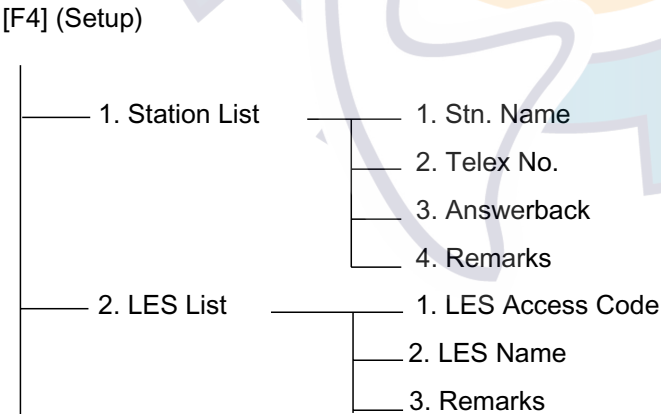 [F4] (Setup)
1. Station List
1. Stn. Name
2. Telex No.
3. Answerback
4. Remarks
2. LES List
1. LES Access Code
2. LES Name
3. Remarks